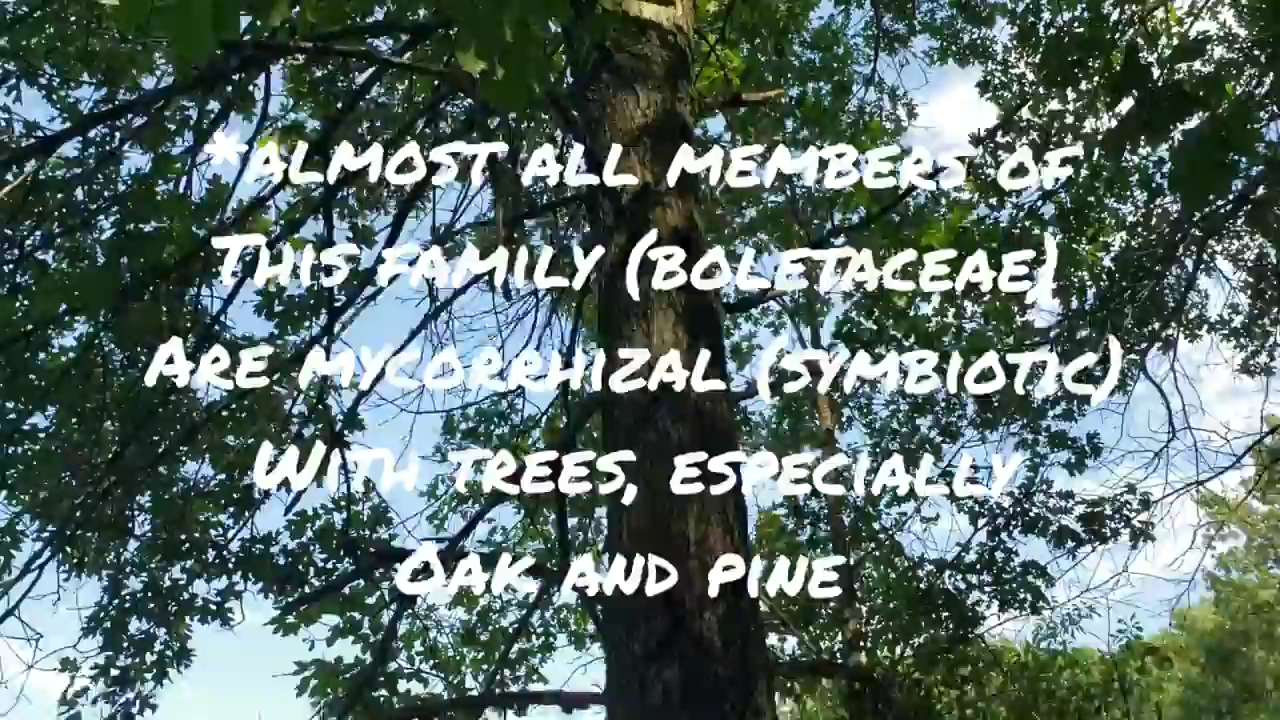 *almost all members of
This family (boletaceae)
Are mycorrhizal (symbiotic)
With trees, especially
Oak and pine